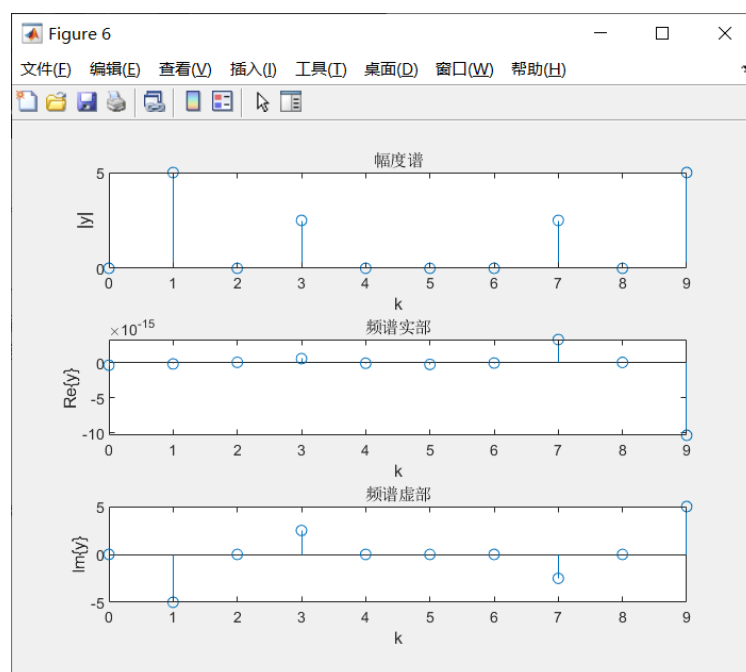 Figure 6
文件(F) 编辑(E) 查看(V) 插入(I) 工具(T) 桌面(D) 窗口(W) 帮助(H)
幅度谱
5
|y|
0
0 1 2 3 4 5 6 7 8 9
k
×10^-15
频谱实部
0
Re{y}
-5
-10
0 1 2 3 4 5 6 7 8 9
k
频谱虚部
5
Im{y}
0
-5
0 1 2 3 4 5 6 7 8 9
k